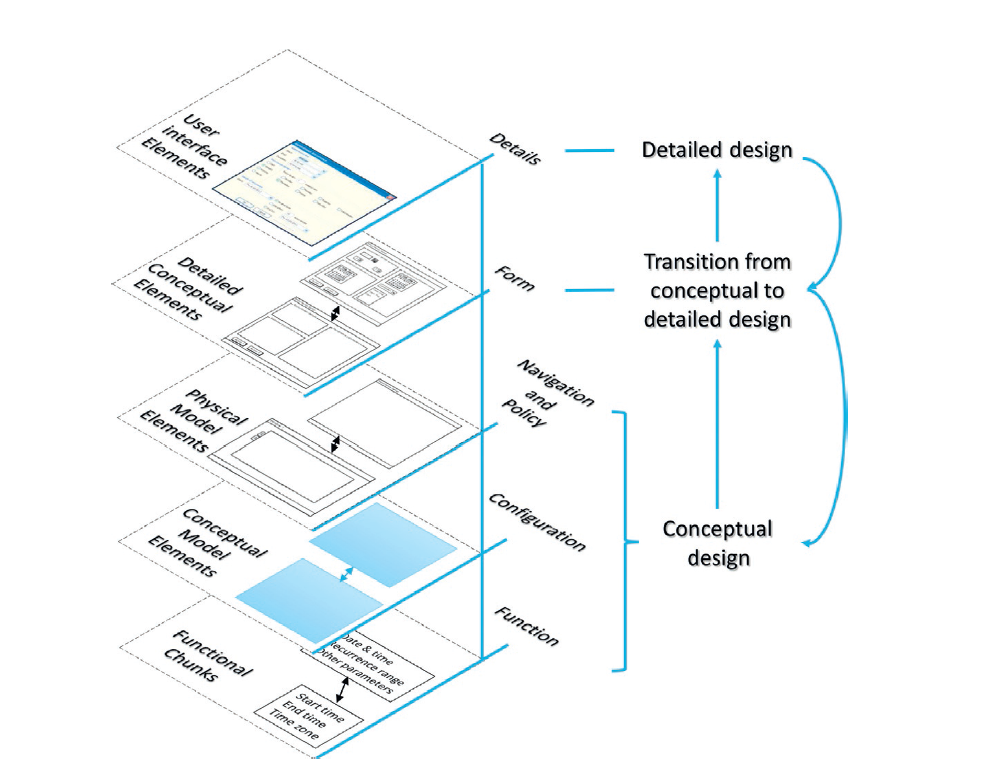 User
interface
Elements
Details
Detailed design
Detailed
Conceptual
Elements
Form
Transition from
conceptual to
detailed design
Physical
Model
Elements
Navigation
and
Policy
Conceptual
Model
Elements
Configuration
Conceptual
design
Functional
Chunks
Function
Date & time
Recurrence range
Other parameters
Start time
End time
Time zone